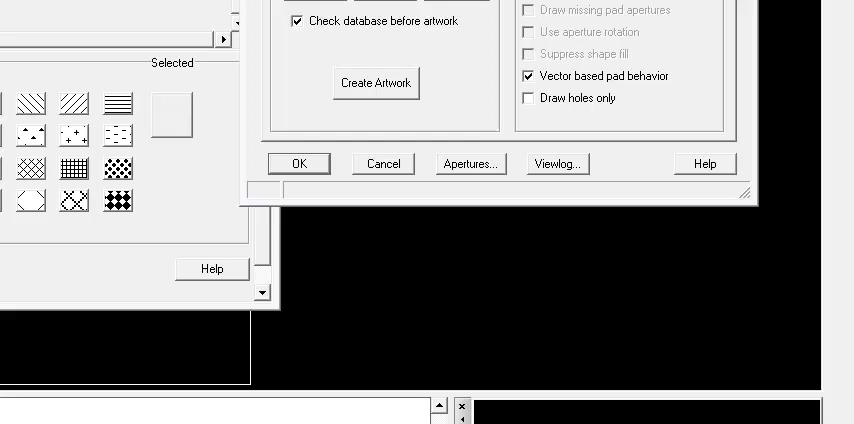 Draw missing pad apertures
Check database before artwork
Use aperture rotation
Suppress shape fill
Selected
Vector based pad behavior
Create Artwork
Draw holes only
OK
Cancel
Apertures...
Viewlog...
Help
Help